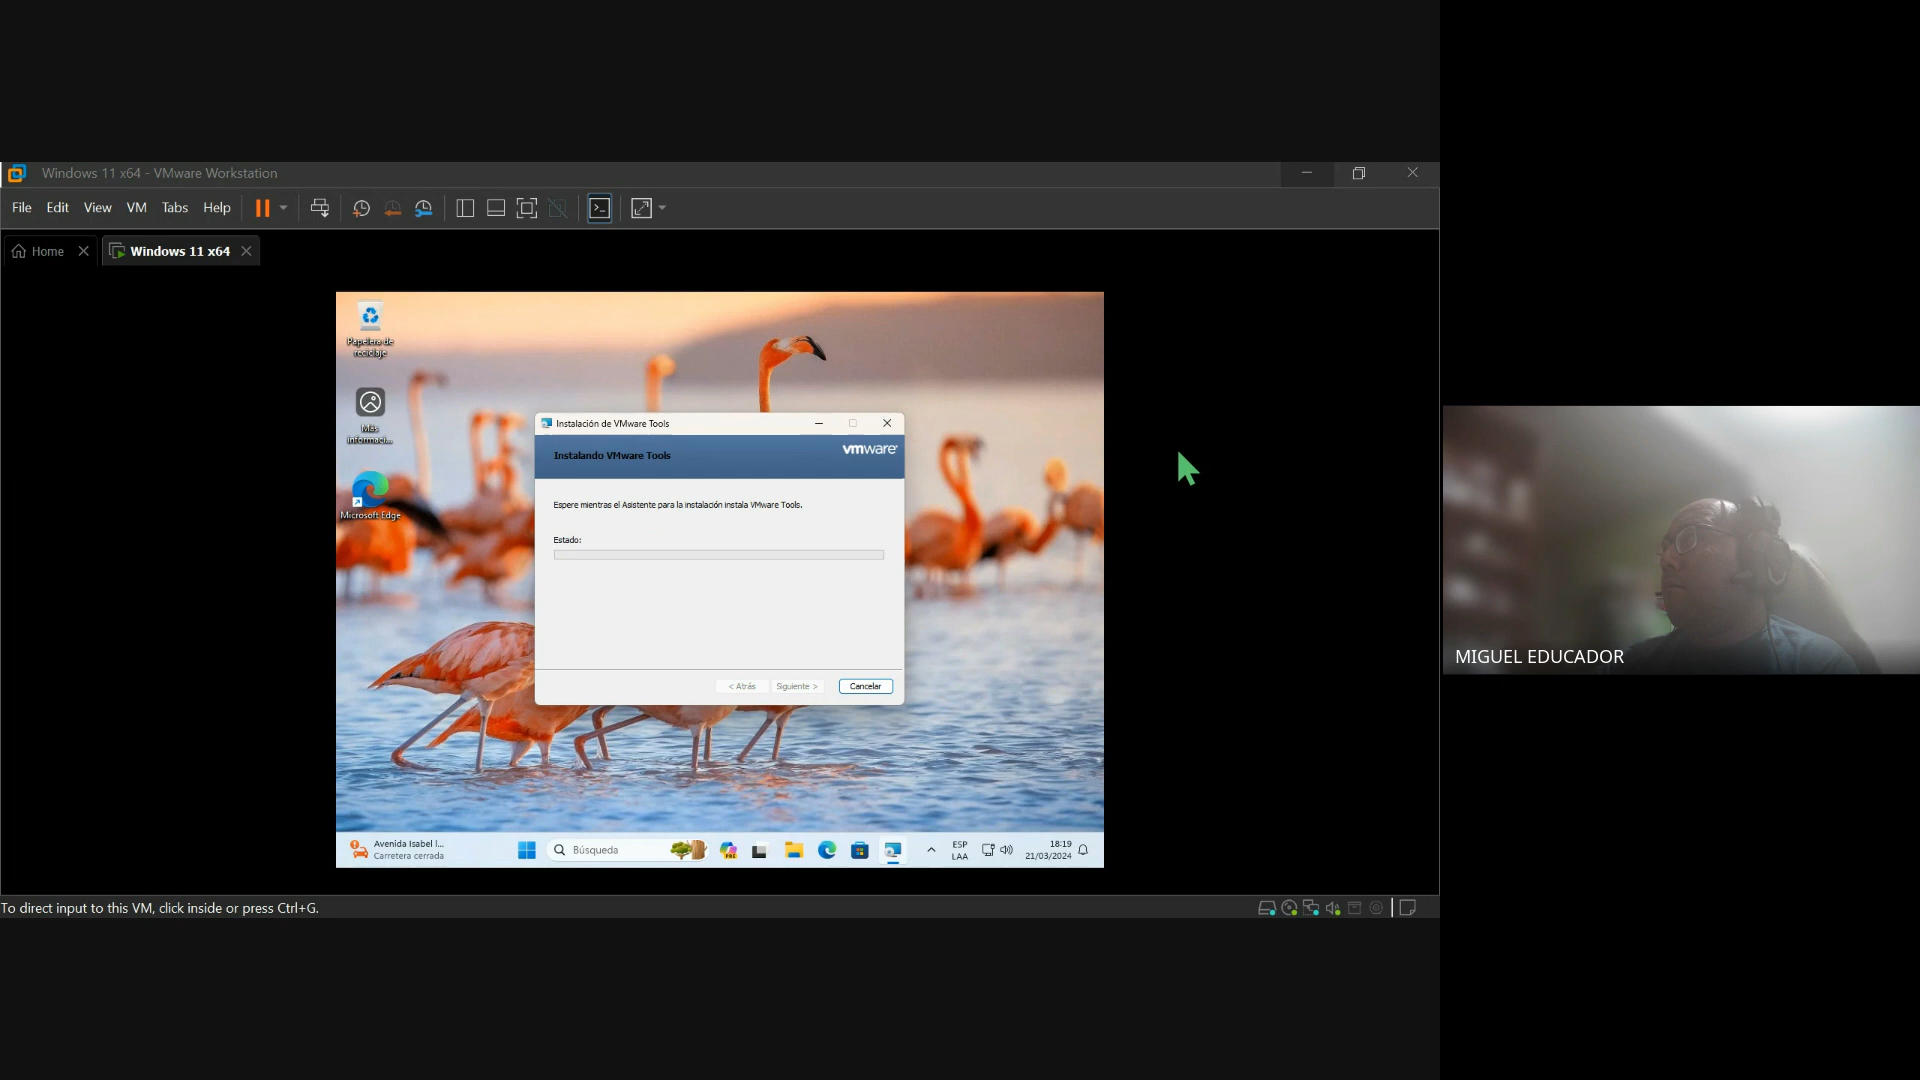 Windows 11 x64 - VMware Workstation
File Edit View VM Tabs Help
Home
Windows 11 x64
Papelera de
reciclaje
Más
informaci...
Microsoft Edge
Instalación de VMware Tools
Instalando VMware Tools
vmware
Espere mientras el Asistente para la instalación instala VMware Tools.
Estado:
< Atrás
Siguiente >
Cancelar
Avenida Isabel l...
Carretera cerrada
Búsqueda
PRE
ESP
LAA
18:19
21/03/2024
To direct input to this VM, click inside or press Ctrl+G.
MIGUEL EDUCADOR